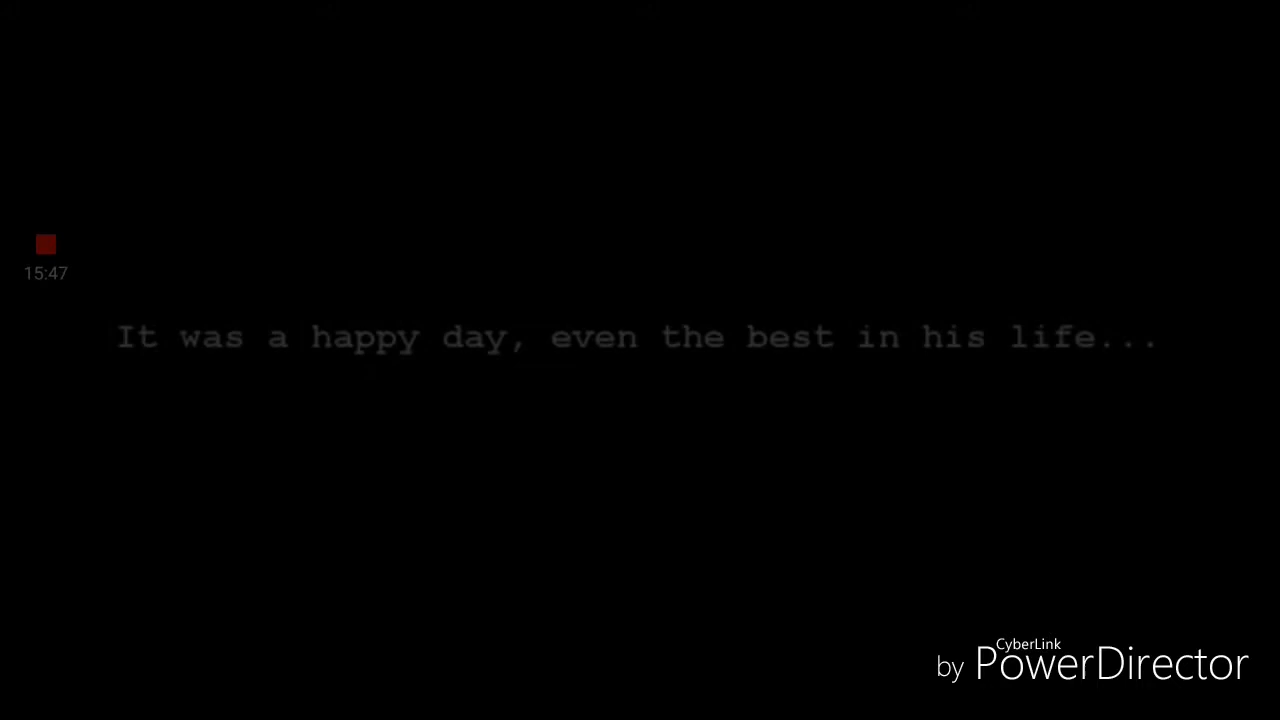 15:47
It was a happy day, even the best in his life...
CyberLink
by PowerDirector